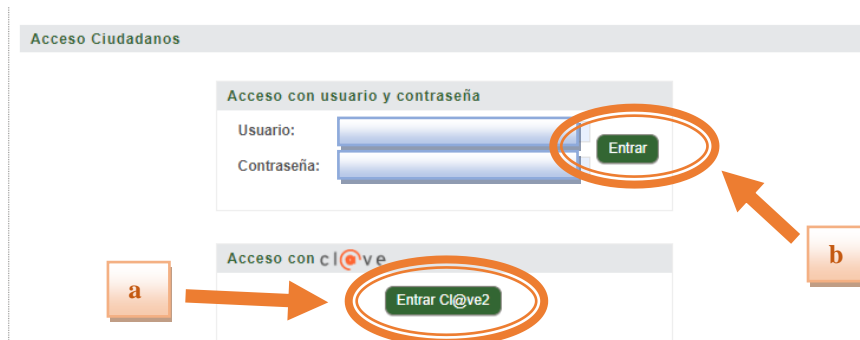 Acceso Ciudadanos
Acceso con usuario y contraseña
Usuario:
Entrar
Contraseña:
b
Acceso con cl@ve
a
Entrar Cl@ve2